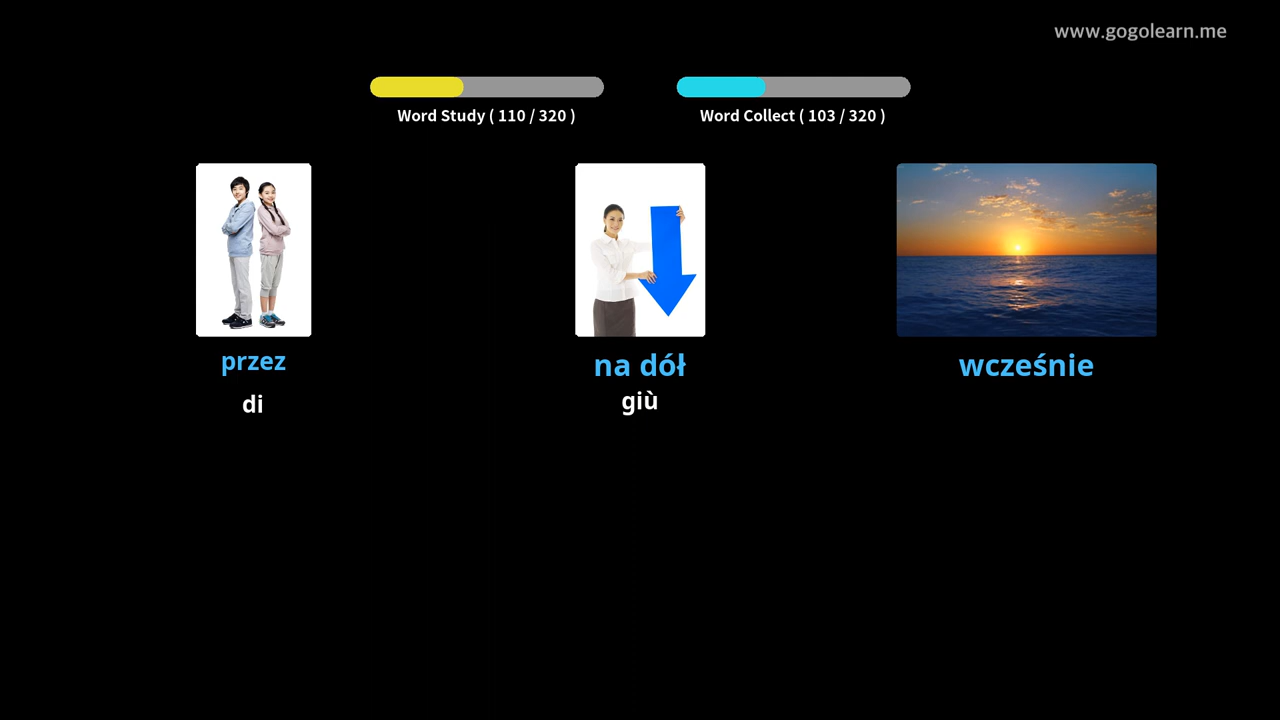 www.gogolearn.me
Word Study ( 110 / 320 )
Word Collect ( 103 / 320 )
przez
na dół
wcześnie
di
giù